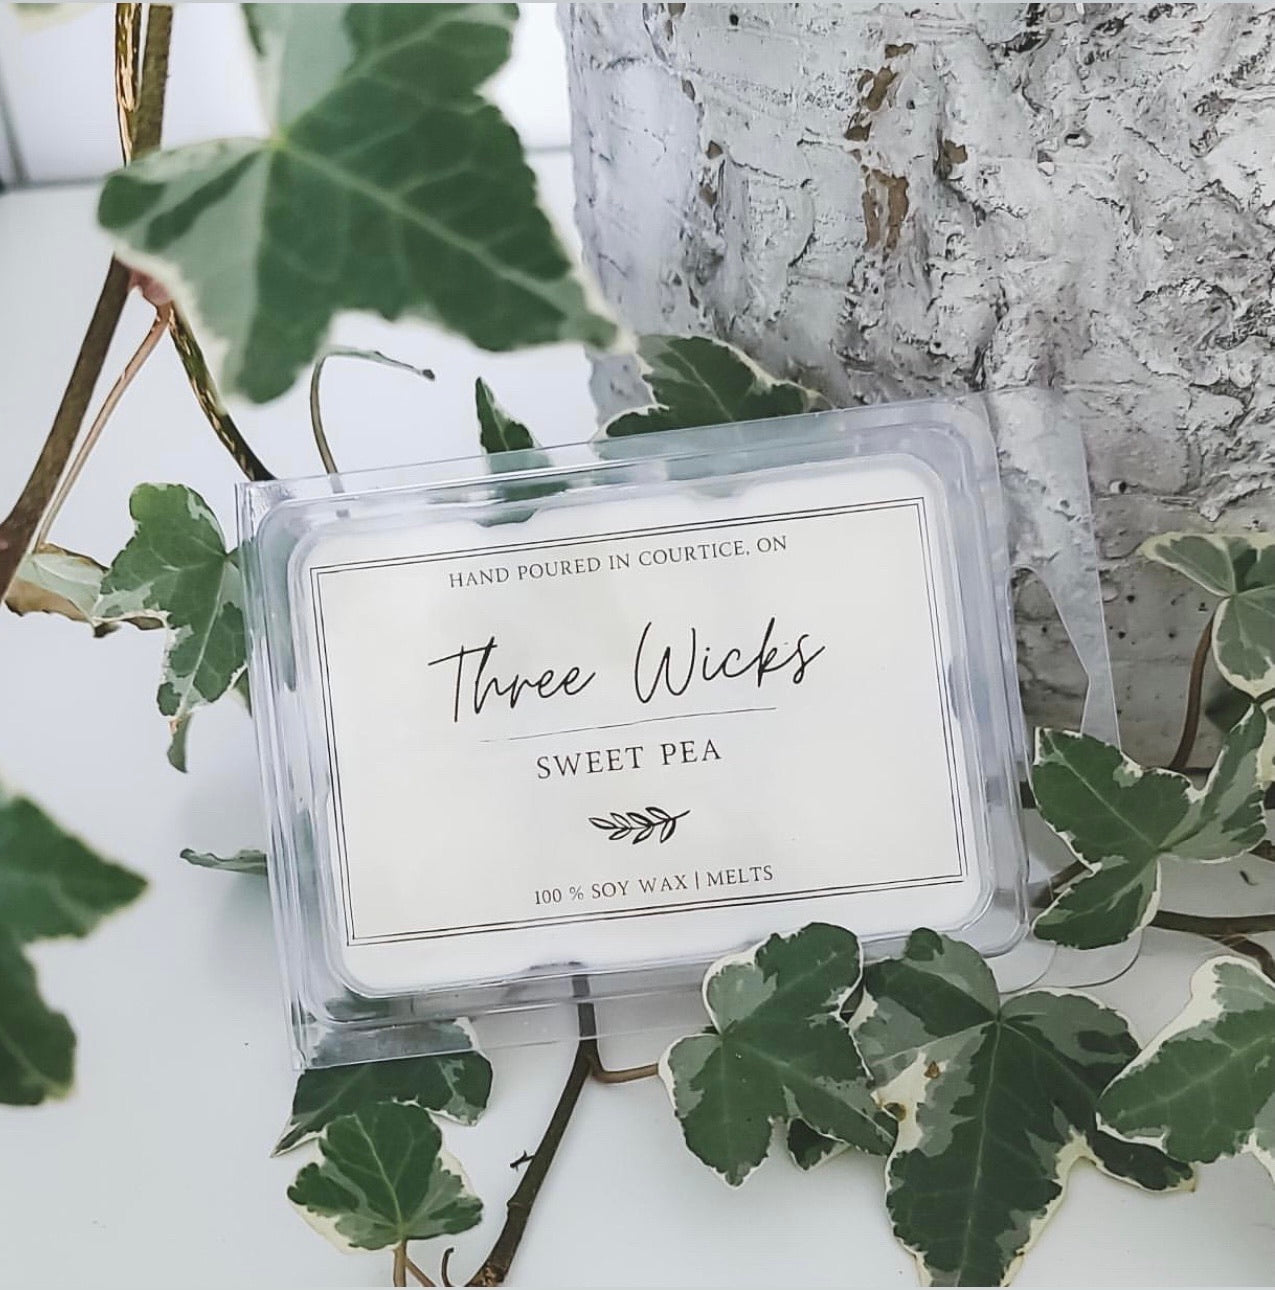 HAND POURED IN COURTICE, ON
Three Wicks
SWEET PEA
100 % SOY WAX | MELTS